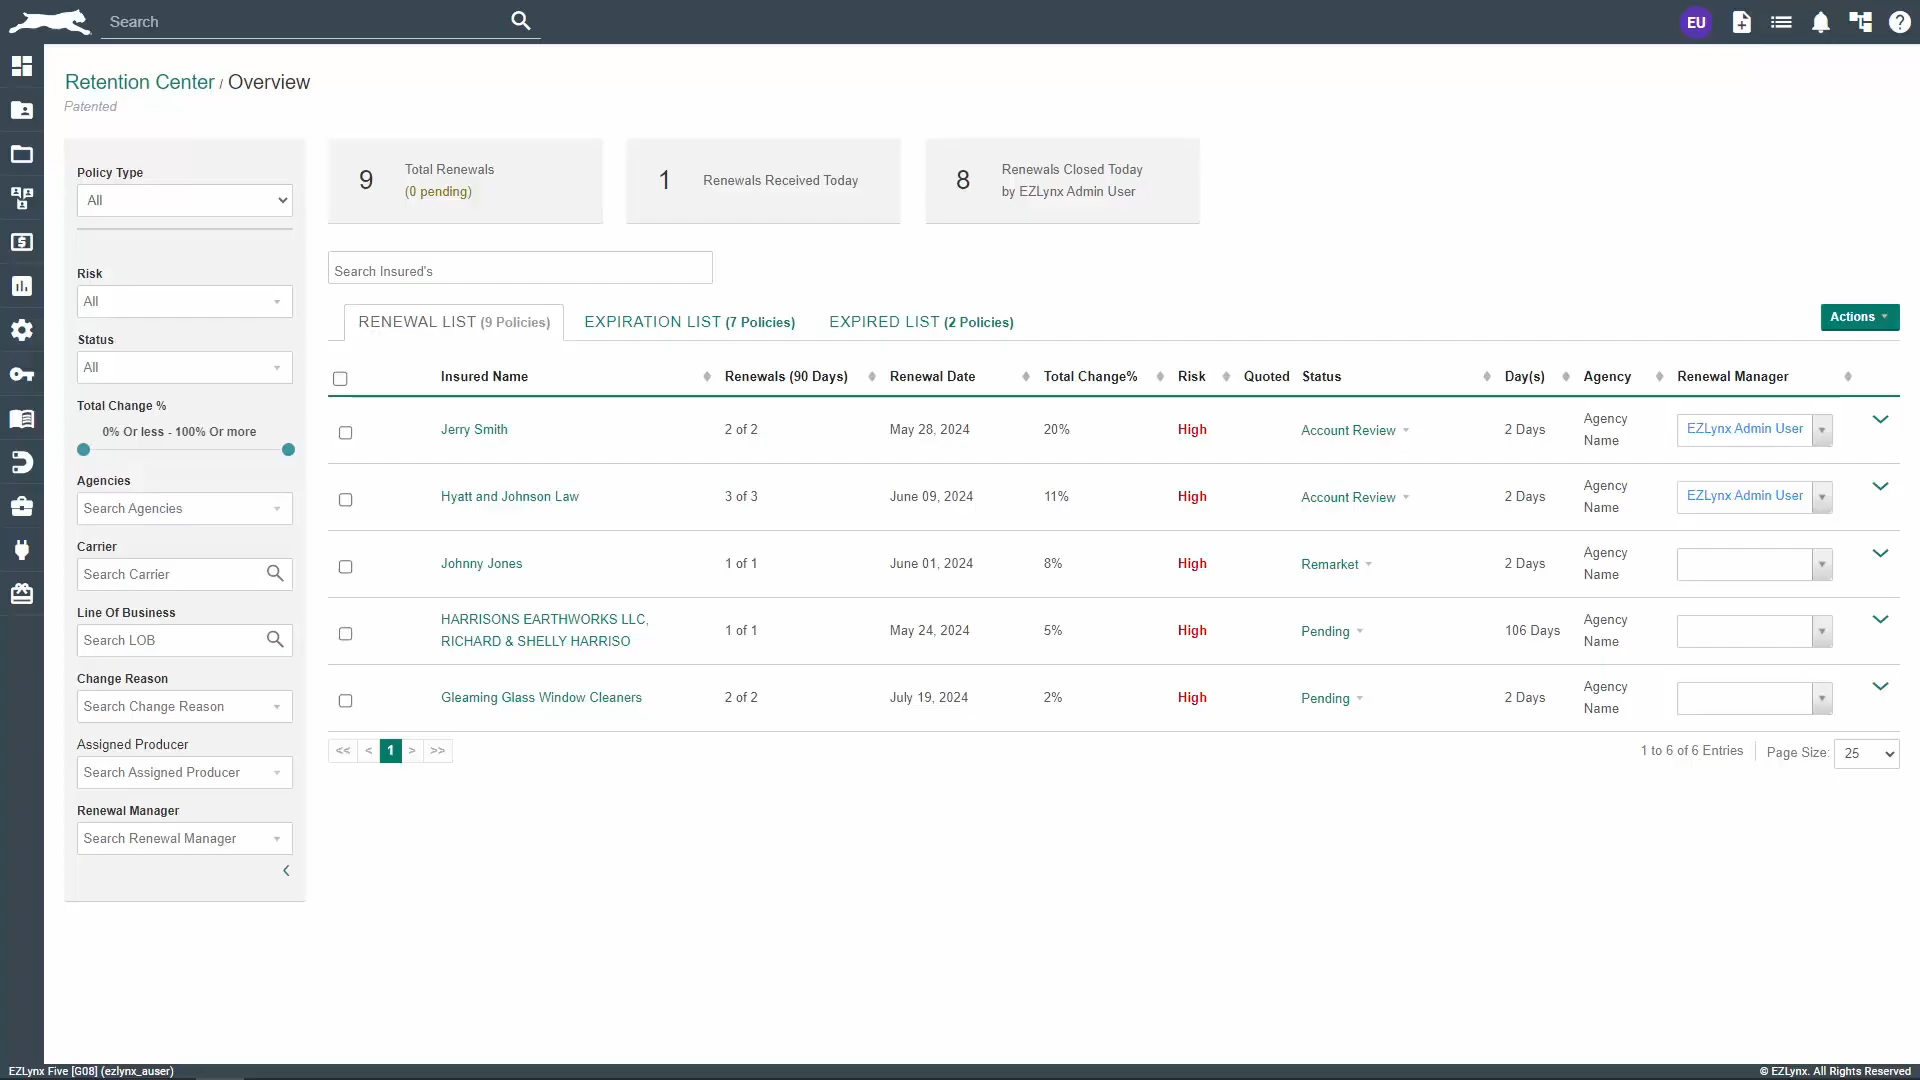 Search
EU
Retention Center / Overview
Patented
Policy Type
All
Risk
All
Status
All
Total Change %
0% Or less - 100% Or more
Agencies
Search Agencies
Carrier
Search Carrier
Line Of Business
Search LOB
Change Reason
Search Change Reason
Assigned Producer
Search Assigned Producer
Renewal Manager
Search Renewal Manager
9 Total Renewals
(0 pending)
1 Renewals Received Today
8 Renewals Closed Today
by EZLynx Admin User
Search Insured's
RENEWAL LIST (9 Policies) EXPIRATION LIST (7 Policies) EXPIRED LIST (2 Policies)
Actions
Insured Name Renewals (90 Days) Renewal Date Total Change% Risk Quoted Status Day(s) Agency Renewal Manager
Jerry Smith 2 of 2 May 28, 2024 20% High Account Review 2 Days Agency Name EZLynx Admin User
Hyatt and Johnson Law 3 of 3 June 09, 2024 11% High Account Review 2 Days Agency Name EZLynx Admin User
Johnny Jones 1 of 1 June 01, 2024 8% High Remarket 2 Days Agency Name
HARRISONS EARTHWORKS LLC, RICHARD & SHELLY HARRISO 1 of 1 May 24, 2024 5% High Pending 106 Days Agency Name
Gleaming Glass Window Cleaners 2 of 2 July 19, 2024 2% High Pending 2 Days Agency Name
<< < 1 > >>
1 to 6 of 6 Entries Page Size: 25
EZLynx Five [G08] (ezlynx_auser)
© EZLynx. All Rights Reserved